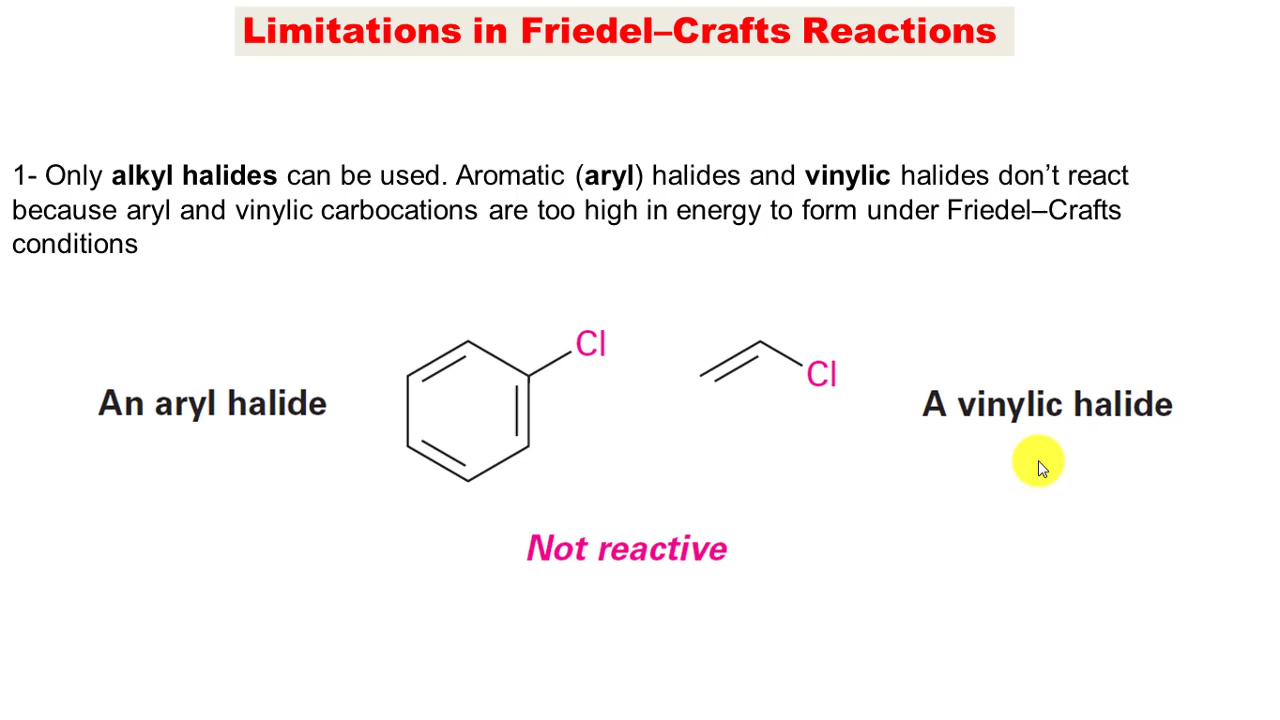 Limitations in Friedel–Crafts Reactions
1- Only alkyl halides can be used. Aromatic (aryl) halides and vinylic halides don’t react
because aryl and vinylic carbocations are too high in energy to form under Friedel–Crafts
conditions
Cl
Cl
An aryl halide
A vinylic halide
Not reactive